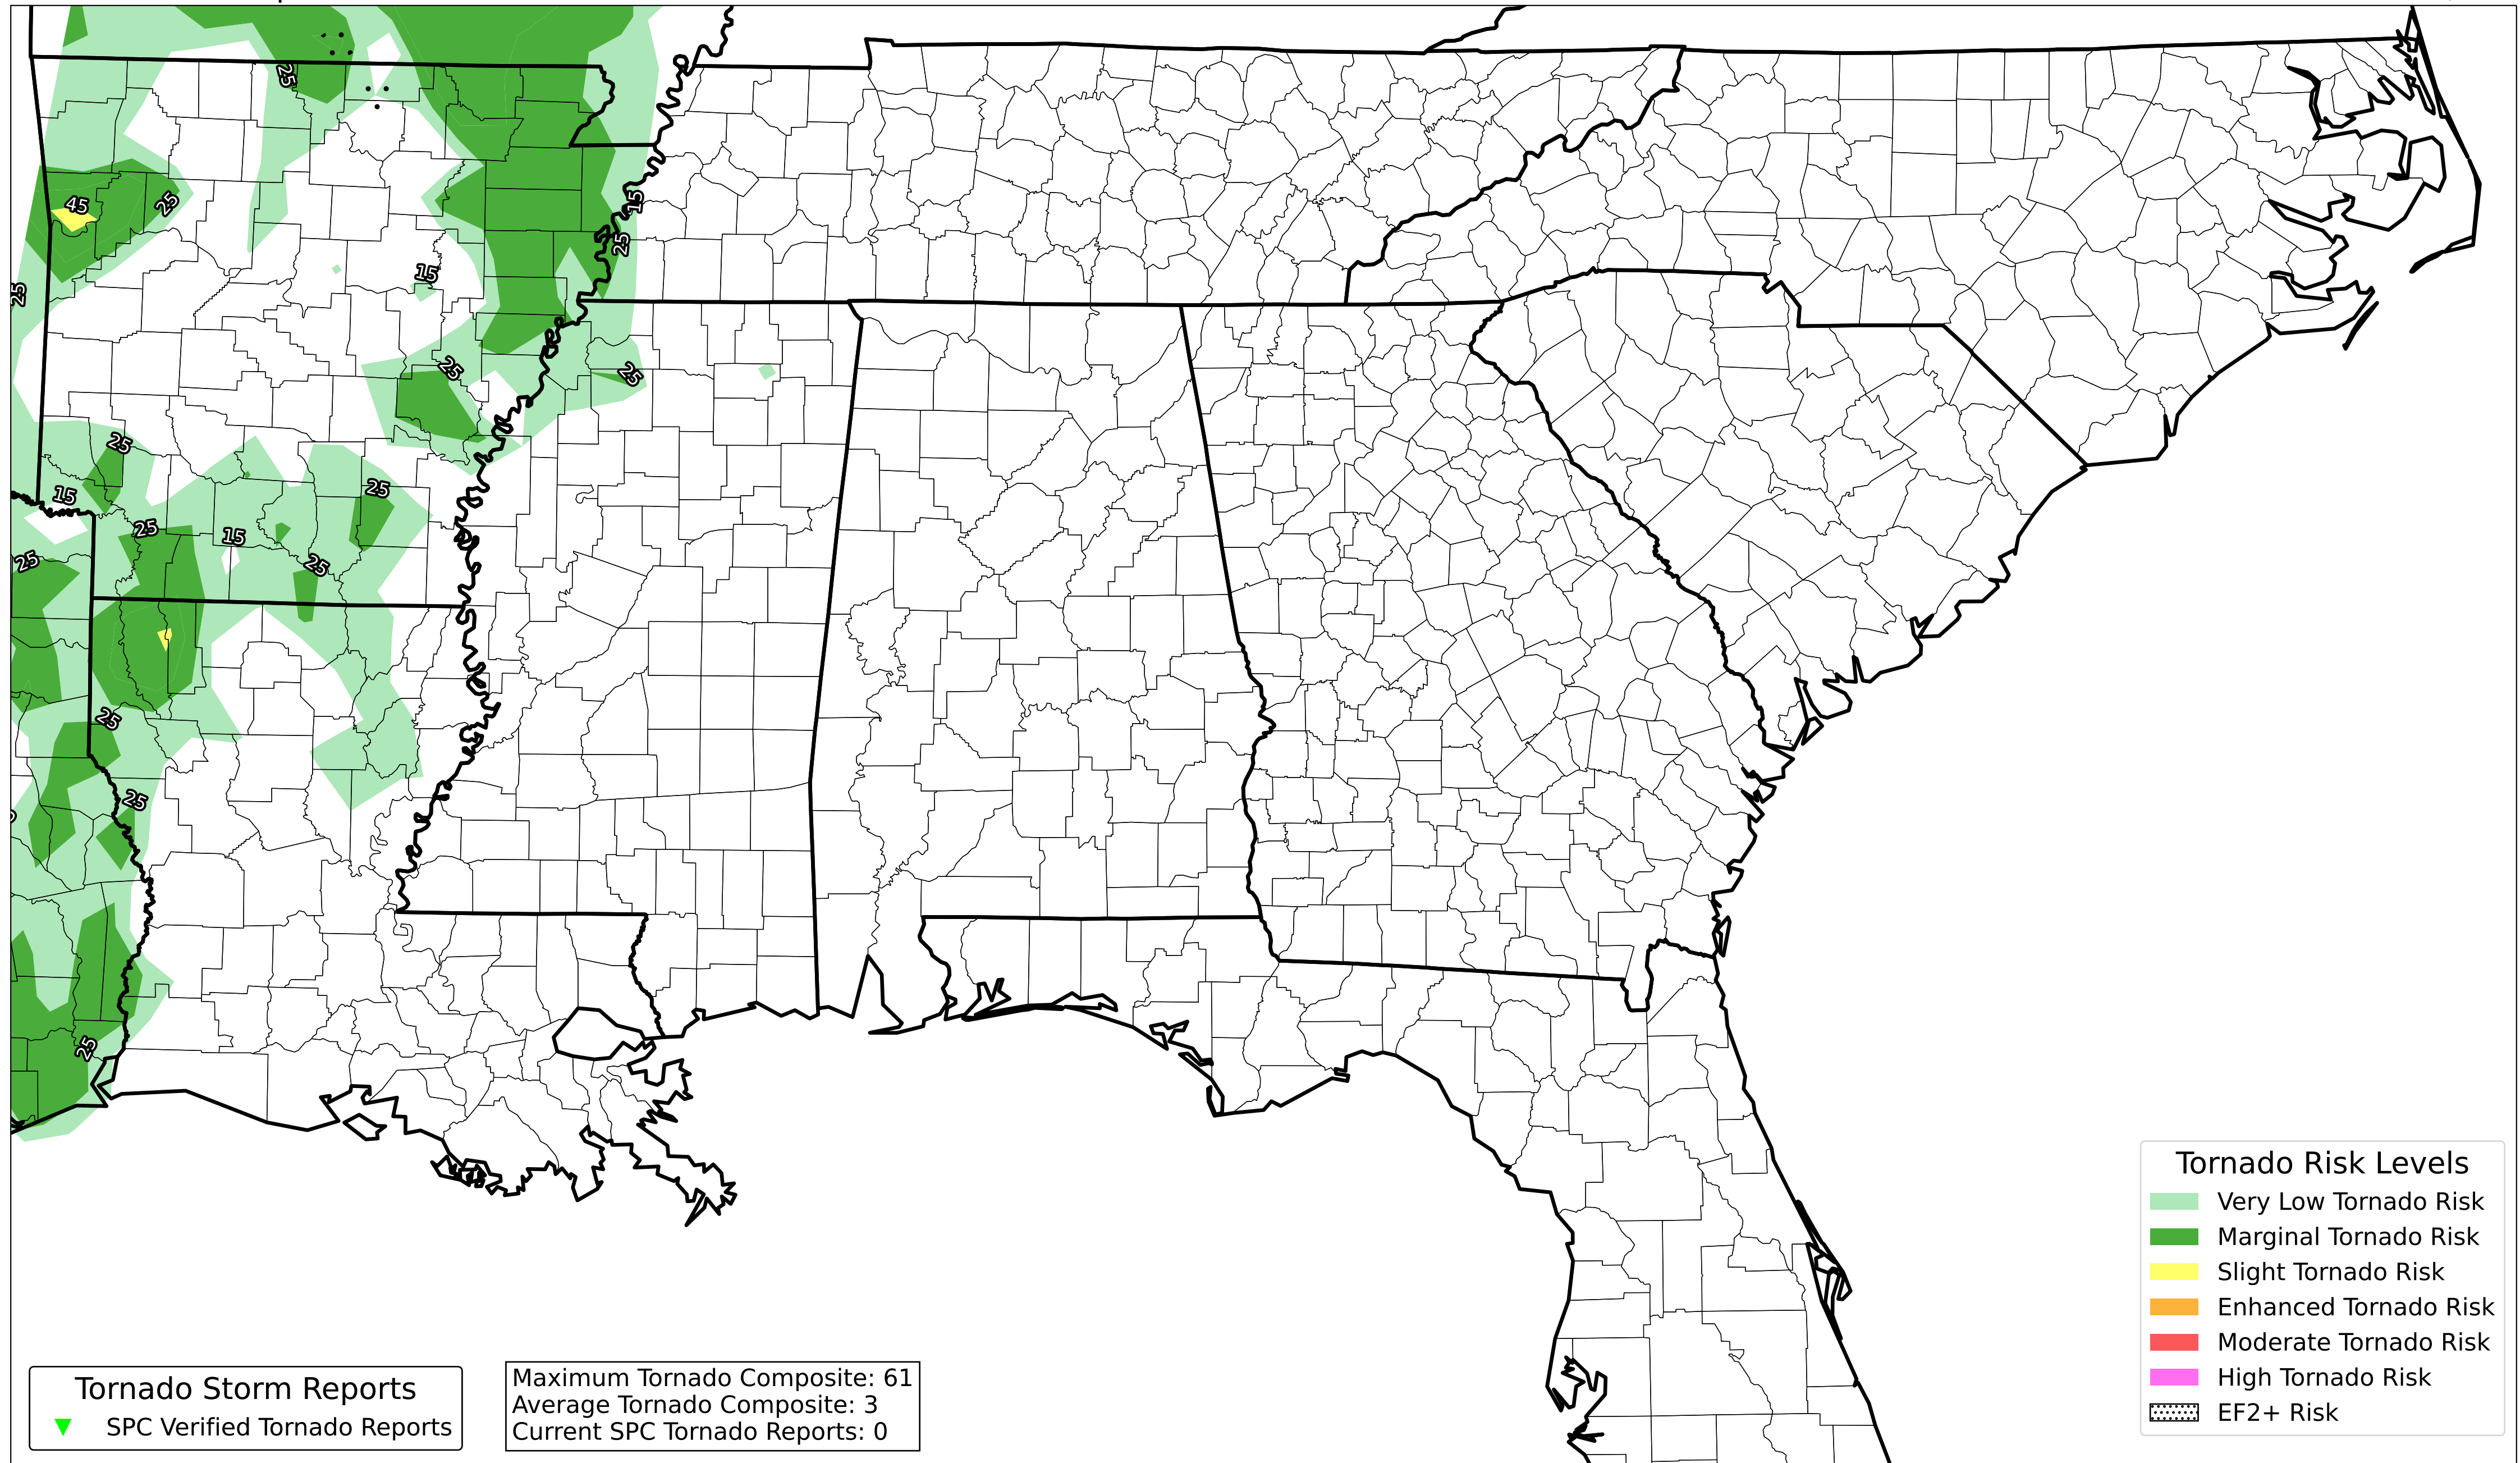 25
45
25
15
25
15
25
25
25
25
15
25
25
15
25
25
25
25
25
Tornado Risk Levels
Very Low Tornado Risk
Marginal Tornado Risk
Slight Tornado Risk
Enhanced Tornado Risk
Moderate Tornado Risk
High Tornado Risk
EF2+ Risk
Tornado Storm Reports
SPC Verified Tornado Reports
Maximum Tornado Composite: 61
Average Tornado Composite: 3
Current SPC Tornado Reports: 0